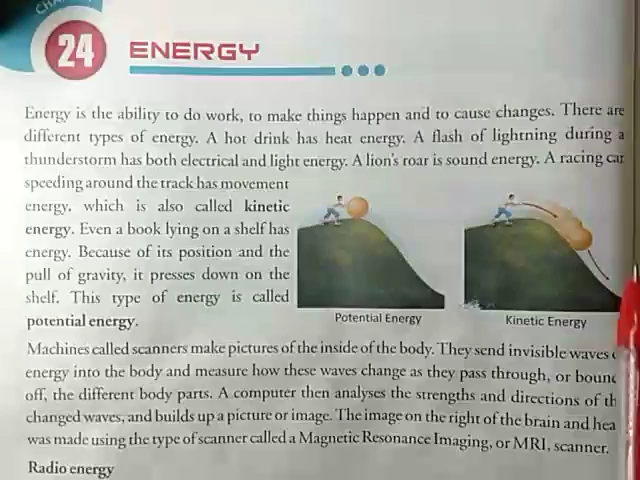 24
ENERGY
Energy is the ability to do work, to make things happen and to cause changes. There are
different types of energy. A hot drink has heat energy. A flash of lightning during a
thunderstorm has both electrical and light energy. A lion's roar is sound energy. A racing car
speeding around the track has movement
energy, which is also called kinetic
energy. Even a book lying on a shelf has
energy. Because of its position and the
pull of gravity, it presses down on the
shelf. This type of energy is called
potential energy.
Potential Energy
Kinetic Energy
Machines called scanners make pictures of the inside of the body. They send invisible waves
energy into the body and measure how these waves change as they pass through, or
off, the different body parts. A computer then analyses the strengths and directions of
changed waves, and builds up a picture or image. The image on the right of the brain and
was made using the type of scanner called a Magnetic Resonance Imaging, or MRI, scanner.
Radio energy